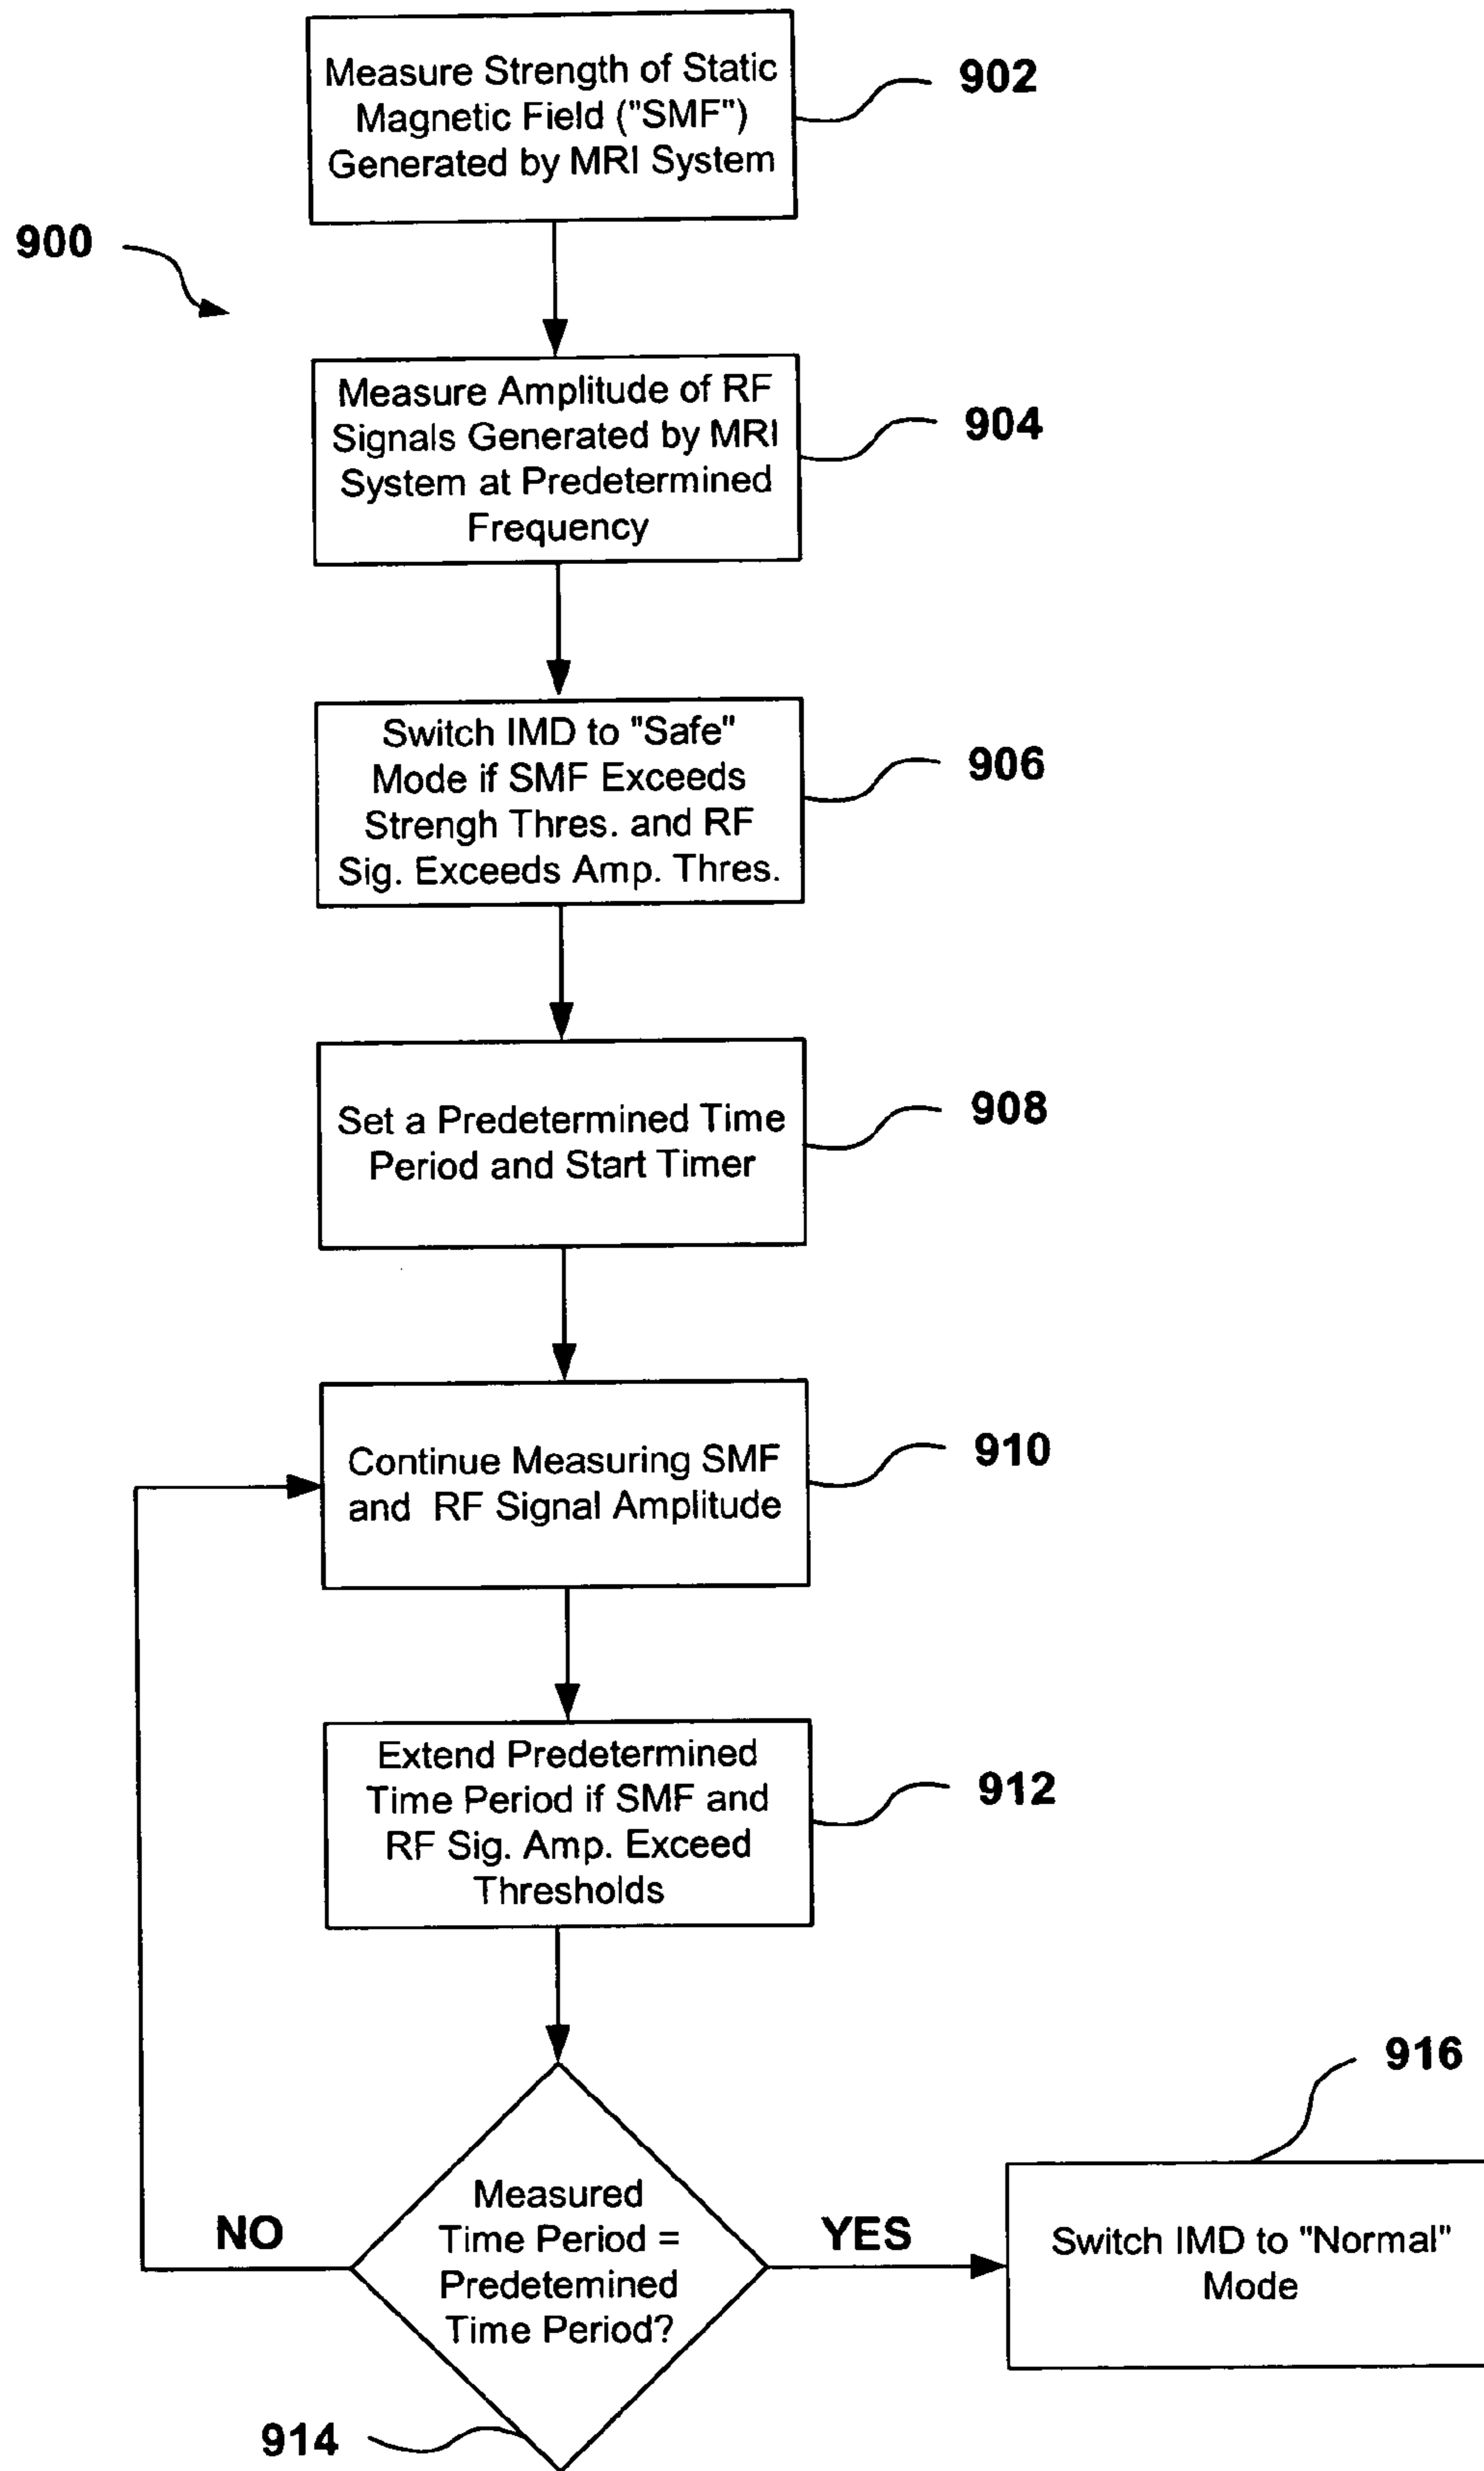 Measure Strength of Static
Magnetic Field ("SMF")
Generated by MRI System
902
900
Measure Amplitude of RF
Signals Generated by MRI
System at Predetermined
Frequency
904
Switch IMD to "Safe"
Mode if SMF Exceeds
Strengh Thres. and RF
Sig. Exceeds Amp. Thres.
906
Set a Predetermined Time
Period and Start Timer
908
Continue Measuring SMF
and RF Signal Amplitude
910
Extend Predetermined
Time Period if SMF and
RF Sig. Amp. Exceed
Thresholds
912
Measured
Time Period =
Predetemined
Time Period?
914
NO
YES
Switch IMD to "Normal"
Mode
916